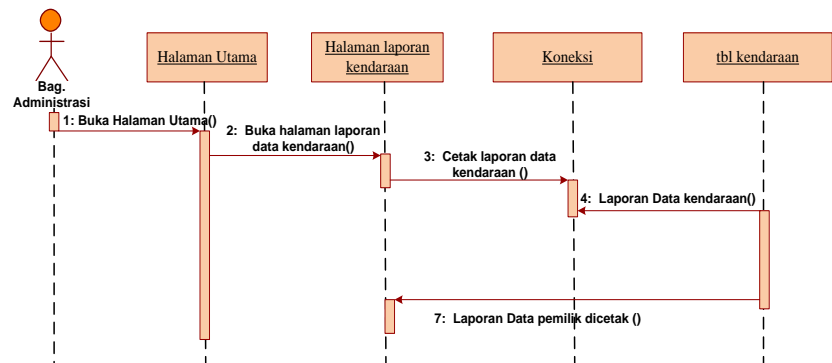 Bag.
Administrasi
Halaman Utama
Halaman laporan
kendaraan
Koneksi
tbl kendaraan
1: Buka Halaman Utama()
2: Buka halaman laporan
data kendaraan()
3: Cetak laporan data
kendaraan ()
4: Laporan Data kendaraan()
7: Laporan Data pemilik dicetak ()